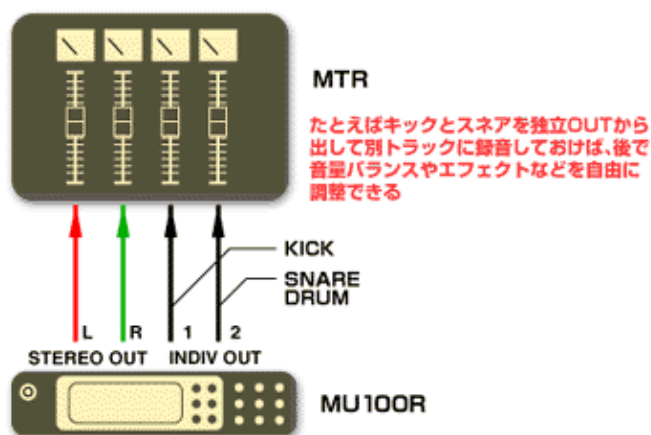 MTR
たとえばキックとスネアを独立OUTから
出して別トラックに録音しておけば、後で
音量バランスやエフェクトなどを自由に
調整できる
KICK
SNARE
DRUM
L R 1 2
STEREO OUT INDIV OUT
MU100R